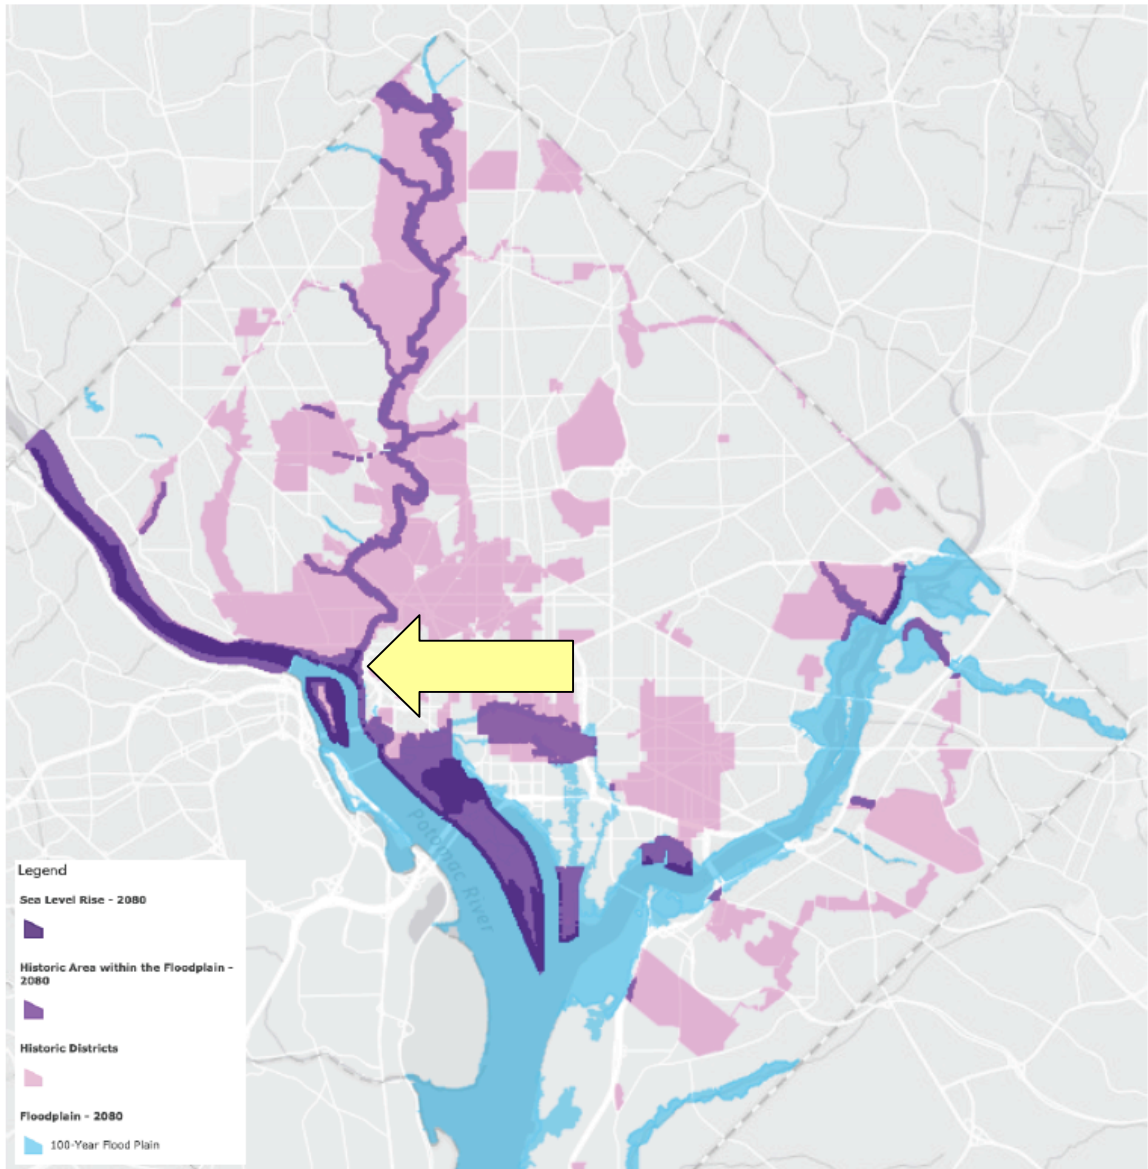 Potomac River
Legend
Sea Level Rise - 2080
Historic Area within the Floodplain -
2080
Historic Districts
Floodplain - 2080
100-Year Flood Plain